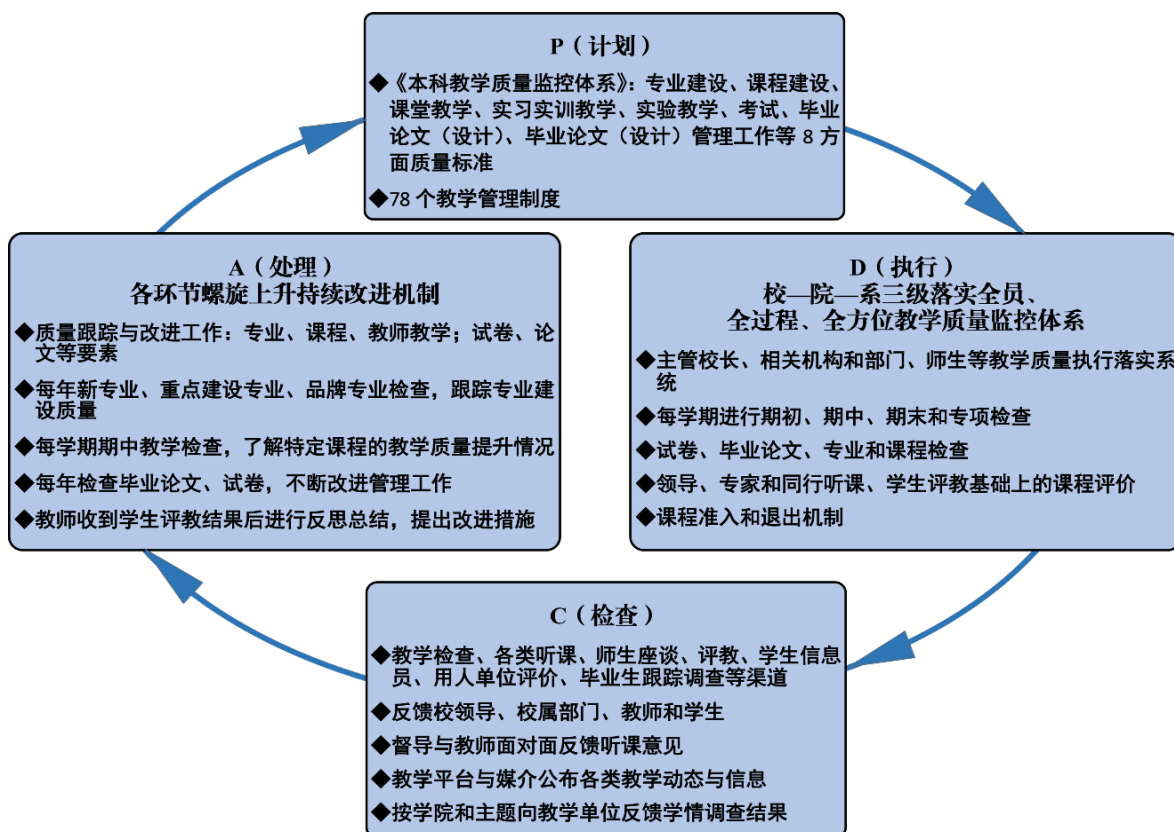 P（计划）
◆《本科教学质量监控体系》：专业建设、课程建设、
课堂教学、实习实训教学、实验教学、考试、毕业
论文（设计）、毕业论文（设计）管理工作等 8 方
面质量标准
◆78 个教学管理制度
A（处理）
各环节螺旋上升持续改进机制
◆质量跟踪与改进工作：专业、课程、教师教学；试卷、论
文等要素
◆每年新专业、重点建设专业、品牌专业检查，跟踪专业建
设质量
◆每学期期中教学检查，了解特定课程的教学质量提升情况
◆每年检查毕业论文、试卷，不断改进管理工作
◆教师收到学生评教结果后进行反思总结，提出改进措施
D（执行）
校—院—系三级落实全员、
全过程、全方位教学质量监控体系
◆主管校长、相关机构和部门、师生等教学质量执行落实系
统
◆每学期进行期初、期中、期末和专项检查
◆试卷、毕业论文、专业和课程检查
◆领导、专家和同行听课、学生评教基础上的课程评价
◆课程准入和退出机制
C（检查）
◆教学检查、各类听课、师生座谈、评教、学生信息
员、用人单位评价、毕业生跟踪调查等渠道
◆反馈校领导、校属部门、教师和学生
◆督导与教师面对面反馈听课意见
◆教学平台与媒介公布各类教学动态与信息
◆按学院和主题向教学单位反馈学情调查结果